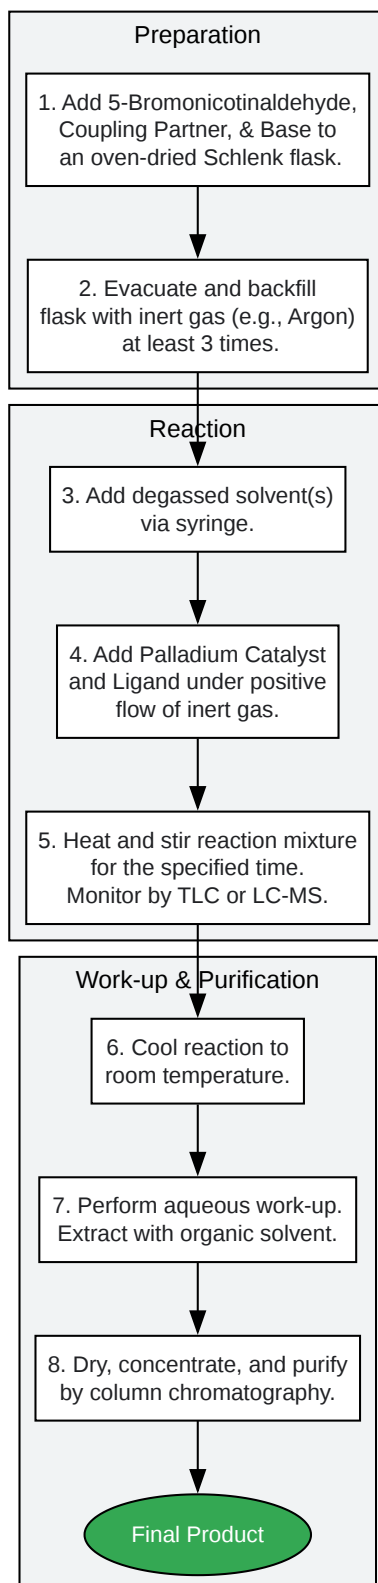 Preparation
1. Add 5-Bromonicotinaldehyde,
Coupling Partner, & Base to
an oven-dried Schlenk flask.
2. Evacuate and backfill
flask with inert gas (e.g., Argon)
at least 3 times.
Reaction
3. Add degassed solvent(s)
via syringe.
4. Add Palladium Catalyst
and Ligand under positive
flow of inert gas.
5. Heat and stir reaction mixture
for the specified time.
Monitor by TLC or LC-MS.
Work-up & Purification
6. Cool reaction to
room temperature.
7. Perform aqueous work-up.
Extract with organic solvent.
8. Dry, concentrate, and purify
by column chromatography.
Final Product